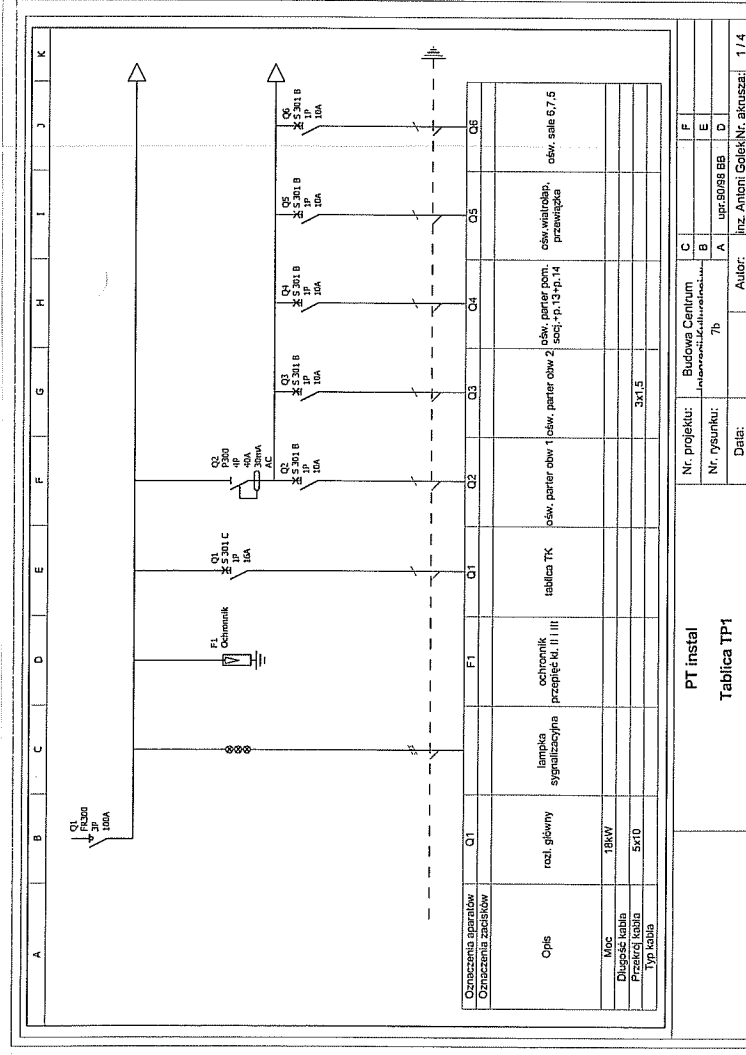 A
B
C
D
E
F
G
H
I
J
K
Q1
FR300
3P
100A
F1
Ochronnik
Q1
S 301 C
1P
16A
Q2
P300
4P
40A
30mA
AC
Q2
S 301 B
1P
10A
Q3
S 301 B
1P
10A
Q4
S 301 B
1P
10A
Q5
S 301 B
1P
10A
Q6
S 301 B
1P
10A
Oznaczenia aparatów
Q1
F1
Q1
Q2
Q3
Q4
Q5
Q6
Oznaczenia zacisków
Opis
rozł. główny
lampka
sygnalizacyjna
ochronnik
przepięć kl. II i III
tablica TK
ośw. parter obw 1
ośw. parter obw 2
ośw. parter pom.
socj.+p.13+p.14
ośw.wiatrołap,
przewiązka
ośw. sale 6,7,5
Moc
18kW
Długość kabla
Przekrój kabla
5x10
3x1,5
Typ kabla
PT instal
Tablica TP1
Nr. projektu:
Budowa Centrum
Nr. rysunku:
7b
Data:
C
F
B
E
A
upr.90/98 BB
D
Autor:
inż. Antoni Gołek
Nr. akrusza:
1 / 4